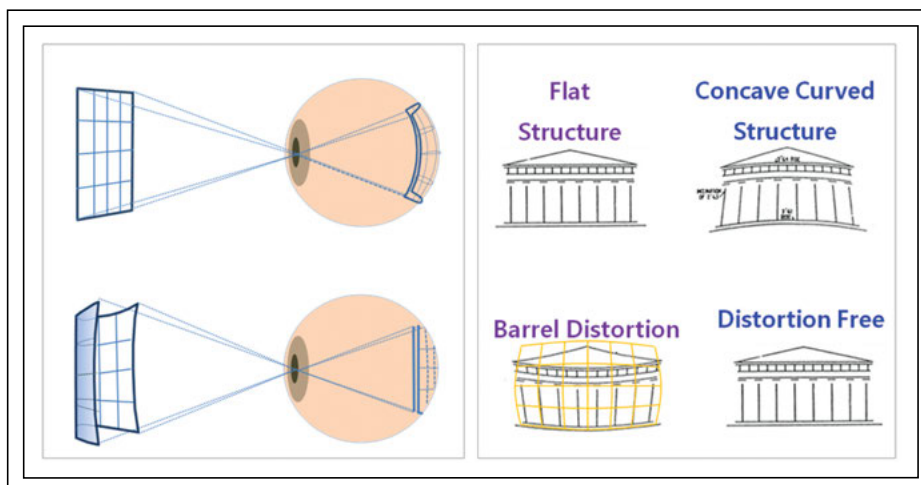 Flat
Structure
Concave Curved
Structure
Barrel Distortion
Distortion Free